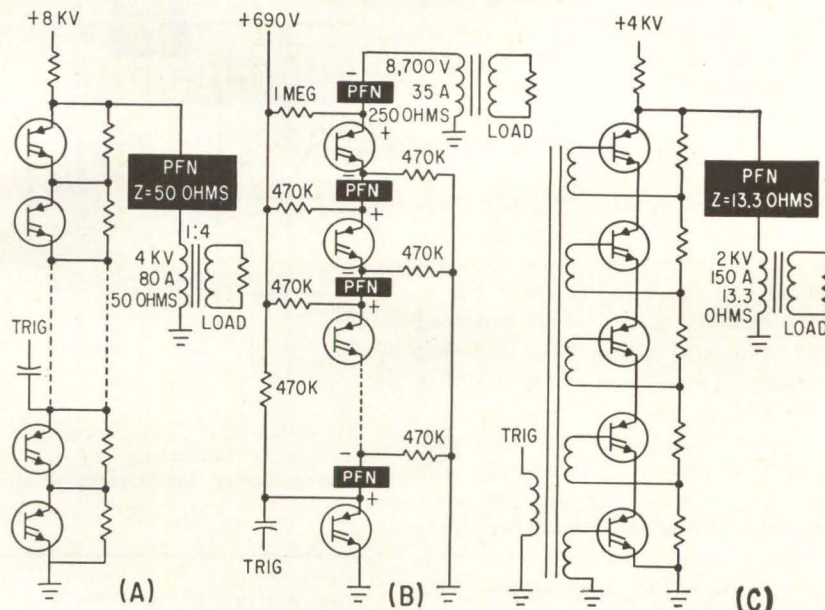 +8 KV
PFN
Z=50 OHMS
1:4
4 KV
80 A
50 OHMS
LOAD
TRIG
(A)
+690 V
1 MEG
PFN
8,700 V
35 A
250 OHMS
LOAD
470K
PFN
470K
470K
PFN
470K
470K
470K
PFN
TRIG
(B)
+4 KV
PFN
Z=13.3 OHMS
2 KV
150 A
13.3
OHMS
LOAD
TRIG
(C)